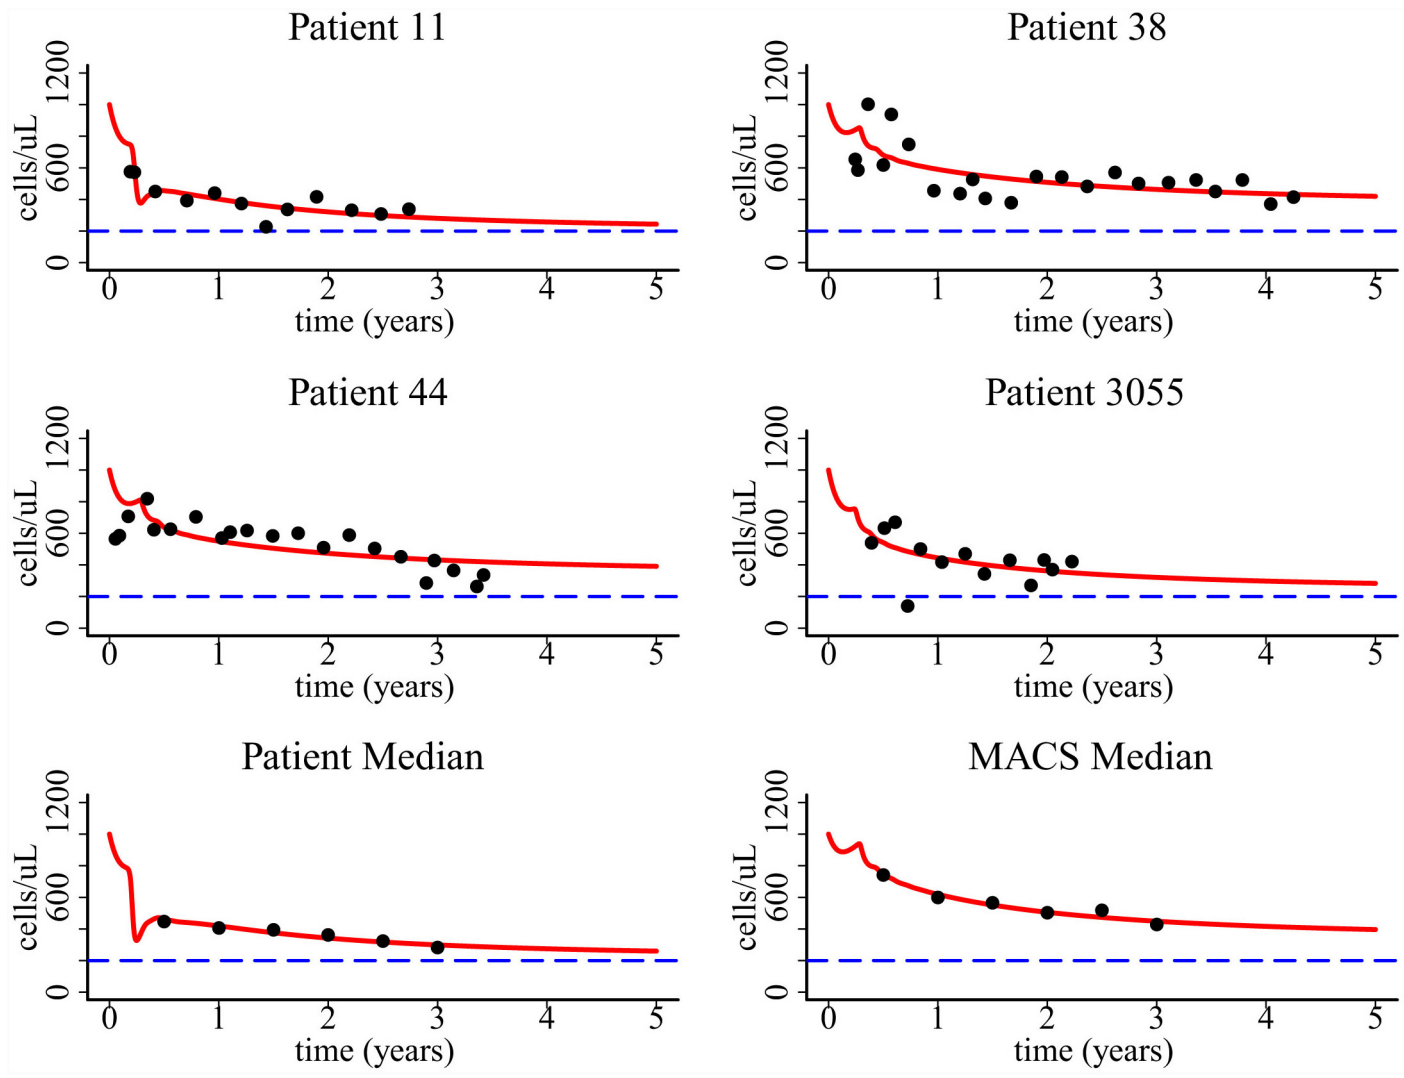 Patient 11
cells/uL
1200
600
0
0 1 2 3 4 5
time (years)
Patient 38
cells/uL
1200
600
0
0 1 2 3 4 5
time (years)
Patient 44
cells/uL
1200
600
0
0 1 2 3 4 5
time (years)
Patient 3055
cells/uL
1200
600
0
0 1 2 3 4 5
time (years)
Patient Median
cells/uL
1200
600
0
0 1 2 3 4 5
time (years)
MACS Median
cells/uL
1200
600
0
0 1 2 3 4 5
time (years)